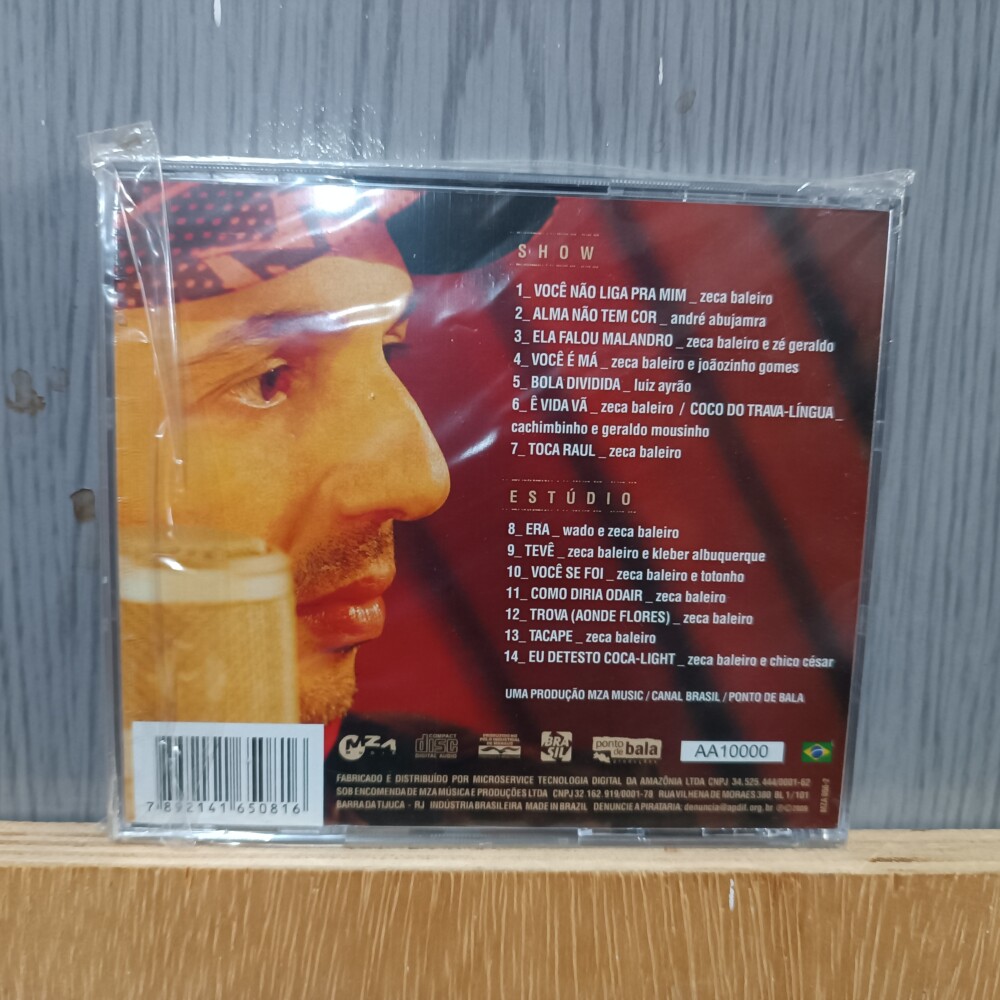 SHOW
1_ VOCÊ NÃO LIGA PRA MIM _ zeca baleiro
2_ ALMA NÃO TEM COR _ andré abujamra
3_ ELA FALOU MALANDRO _ zeca baleiro e zé geraldo
4_ VOCÊ É MÁ _ zeca baleiro e joãozinho gomes
5_ BOLA DIVIDIDA _ luiz ayrão
6_ Ê VIDA VÃ _ zeca baleiro / COCO DO TRAVA-LÍNGUA _
cachimbinho e geraldo mousinho
7_ TOCA RAUL _ zeca baleiro
ESTÚDIO
8_ ERA _ wado e zeca baleiro
9_ TEVÊ _ zeca baleiro e kleber albuquerque
10_ VOCÊ SE FOI _ zeca baleiro e totonho
11_ COMO DIRIA ODAIR _ zeca baleiro
12_ TROVA (AONDE FLORES) _ zeca baleiro
13_ TACAPE _ zeca baleiro
14_ EU DETESTO COCA-LIGHT _ zeca baleiro e chico césar
UMA PRODUÇÃO MZA MUSIC / CANAL BRASIL / PONTO DE BALA
MZA
COMPACT disc DIGITAL AUDIO
BRASIL
ponto de bala
AA10000
FABRICADO E DISTRIBUÍDO POR MICROSERVICE TECNOLOGIA DIGITAL DA AMAZÔNIA LTDA CNPJ 34.525.444/0001-62
SOB ENCOMENDA DE MZA MÚSICA E PRODUÇÕES LTDA CNPJ 32 162.919/0001-78 RUA VILHENA DE MORAES 380 BL 1 / 101
BARRA DA TIJUCA - RJ INDÚSTRIA BRASILEIRA MADE IN BRAZIL DENUNCIE A PIRATARIA: denuncia@apdif.org.br
7 892141 650816